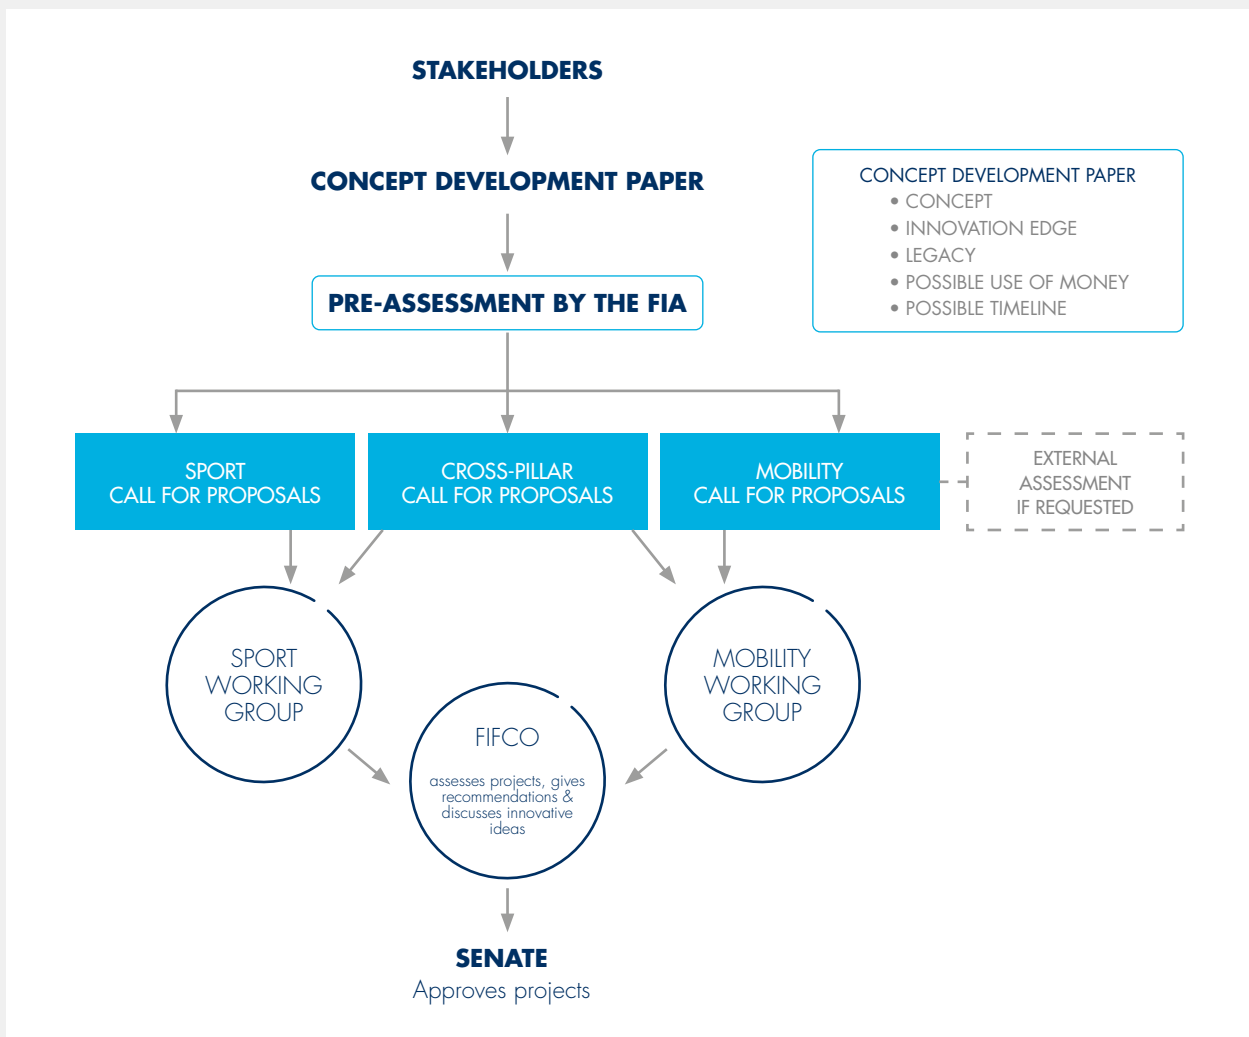 STAKEHOLDERS
CONCEPT DEVELOPMENT PAPER
CONCEPT DEVELOPMENT PAPER
• CONCEPT
• INNOVATION EDGE
• LEGACY
• POSSIBLE USE OF MONEY
• POSSIBLE TIMELINE
PRE-ASSESSMENT BY THE FIA
SPORT
CALL FOR PROPOSALS
CROSS-PILLAR
CALL FOR PROPOSALS
MOBILITY
CALL FOR PROPOSALS
EXTERNAL
ASSESSMENT
IF REQUESTED
SPORT
WORKING
GROUP
MOBILITY
WORKING
GROUP
FIFCO
assesses projects, gives
recommendations &
discusses innovative
ideas
SENATE
Approves projects